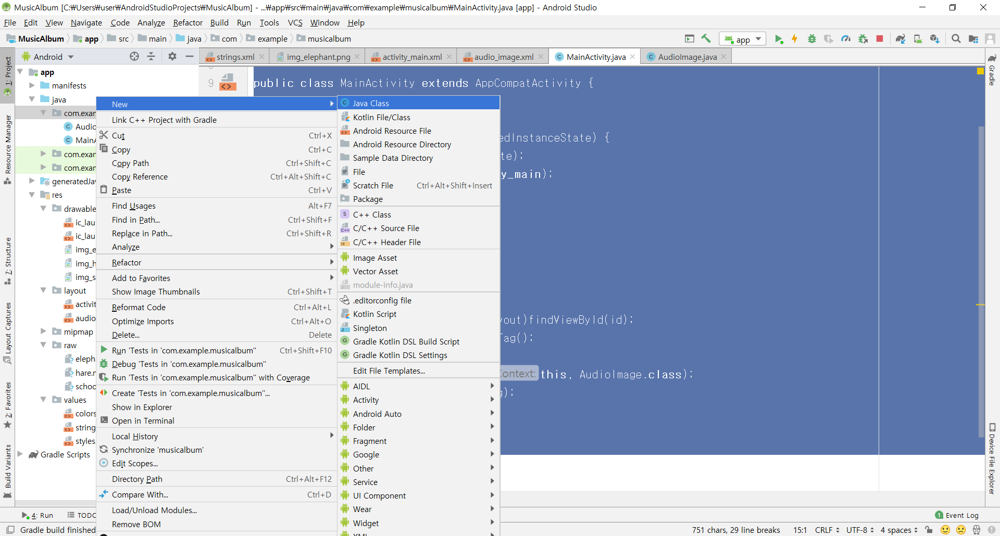 MusicAlbum [C:₩Users₩user₩AndroidStudioProjects₩MusicAlbum] - ...₩app₩src₩main₩java₩com₩example₩musicalbum₩MainActivity.java [app] - Android Studio
File Edit View Navigate Code Analyze Refactor Build Run Tools VCS Window Help
MusicAlbum app src main java com example musicalbum app
Android strings.xml img_elephant.png activity_main.xml audio_image.xml MainActivity.java AudioImage.java
1: Project
Resource Manager
7: Structure
Layout Captures
2: Favorites
Build Variants
app
manifests
java
com.exam
Audio
MainA
com.exam
com.exam
generatedJav
res
drawable
ic_lau
ic_lau
img_e
img_h
img_s
layout
activit
audio
mipmap
raw
eleph
hare.n
schoo
values
colors
string
styles.
Gradle Scripts
9 public class MainActivity extends AppCompatActivity {
edInstanceState) {
te);
y_main);
yout)findViewById(id);
Tag();
Context: this, AudioImage.class);
);
New
Link C++ Project with Gradle
Cut Ctrl+X
Copy Ctrl+C
Copy Path Ctrl+Shift+C
Copy Reference Ctrl+Alt+Shift+C
Paste Ctrl+V
Find Usages Alt+F7
Find in Path... Ctrl+Shift+F
Replace in Path... Ctrl+Shift+R
Analyze
Refactor
Add to Favorites
Show Image Thumbnails Ctrl+Shift+T
Reformat Code Ctrl+Alt+L
Optimize Imports Ctrl+Alt+O
Delete... Delete
Run 'Tests in 'com.example.musicalbum'' Ctrl+Shift+F10
Debug 'Tests in 'com.example.musicalbum''
Run 'Tests in 'com.example.musicalbum'' with Coverage
Create 'Tests in 'com.example.musicalbum''...
Show in Explorer
Open in Terminal
Local History
Synchronize 'musicalbum'
Edit Scopes...
Directory Path Ctrl+Alt+F12
Compare With... Ctrl+D
Load/Unload Modules...
Remove BOM
Java Class
Kotlin File/Class
Android Resource File
Android Resource Directory
Sample Data Directory
File
Scratch File Ctrl+Alt+Shift+Insert
Package
C++ Class
C/C++ Source File
C/C++ Header File
Image Asset
Vector Asset
module-info.java
.editorconfig file
Kotlin Script
Singleton
Gradle Kotlin DSL Build Script
Gradle Kotlin DSL Settings
Edit File Templates...
AIDL
Activity
Android Auto
Folder
Fragment
Google
Other
Service
UI Component
Wear
Widget
XML
Gradle
Device File Explorer
4: Run TODO 1 Event Log
Gradle build finished 751 chars, 29 line breaks 15:1 CRLF UTF-8 4 spaces